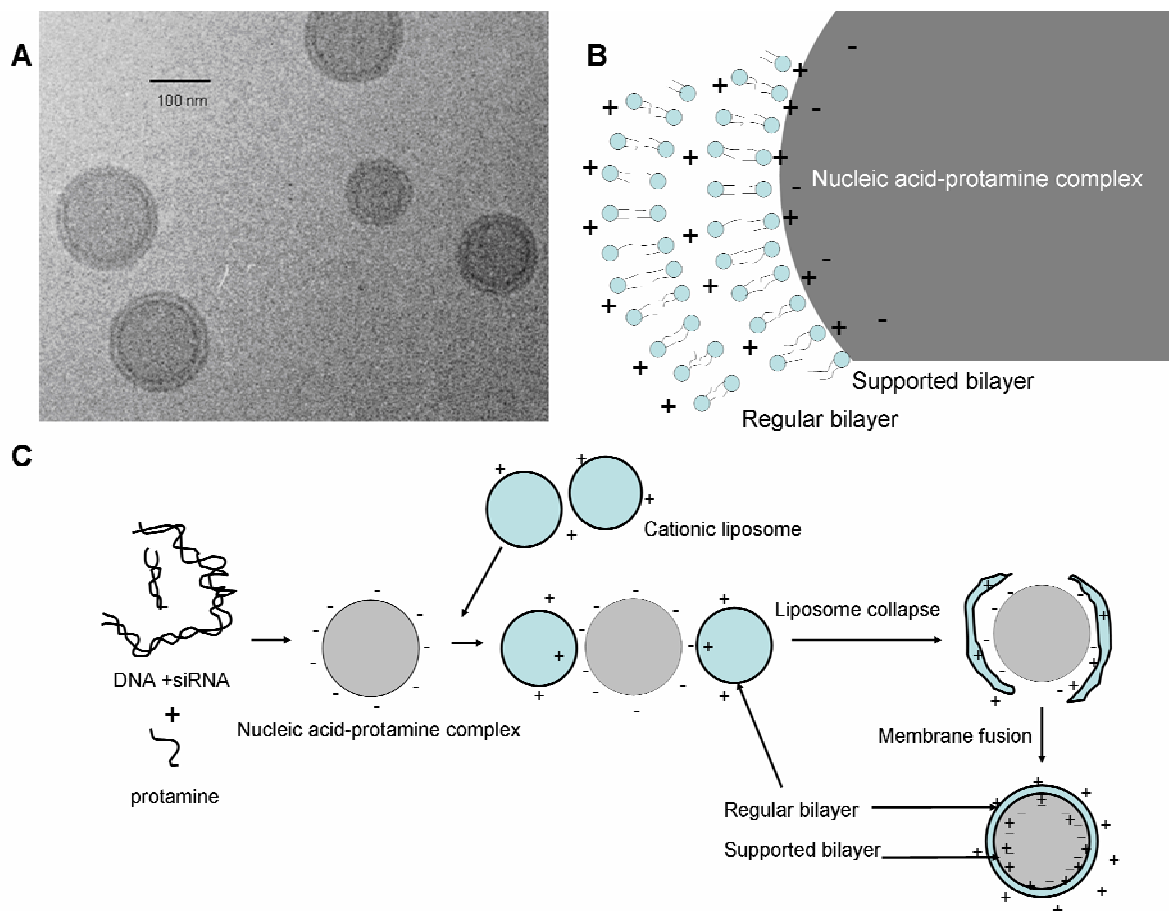 A
100 nm
B
Nucleic acid-protamine complex
Supported bilayer
Regular bilayer
C
Cationic liposome
DNA +siRNA
+
protamine
Nucleic acid-protamine complex
Liposome collapse
Membrane fusion
Regular bilayer
Supported bilayer